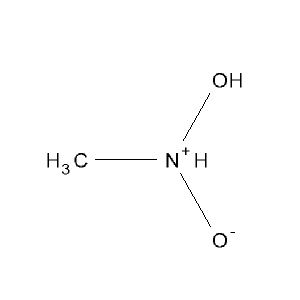 OH
H3C N+ H
O-